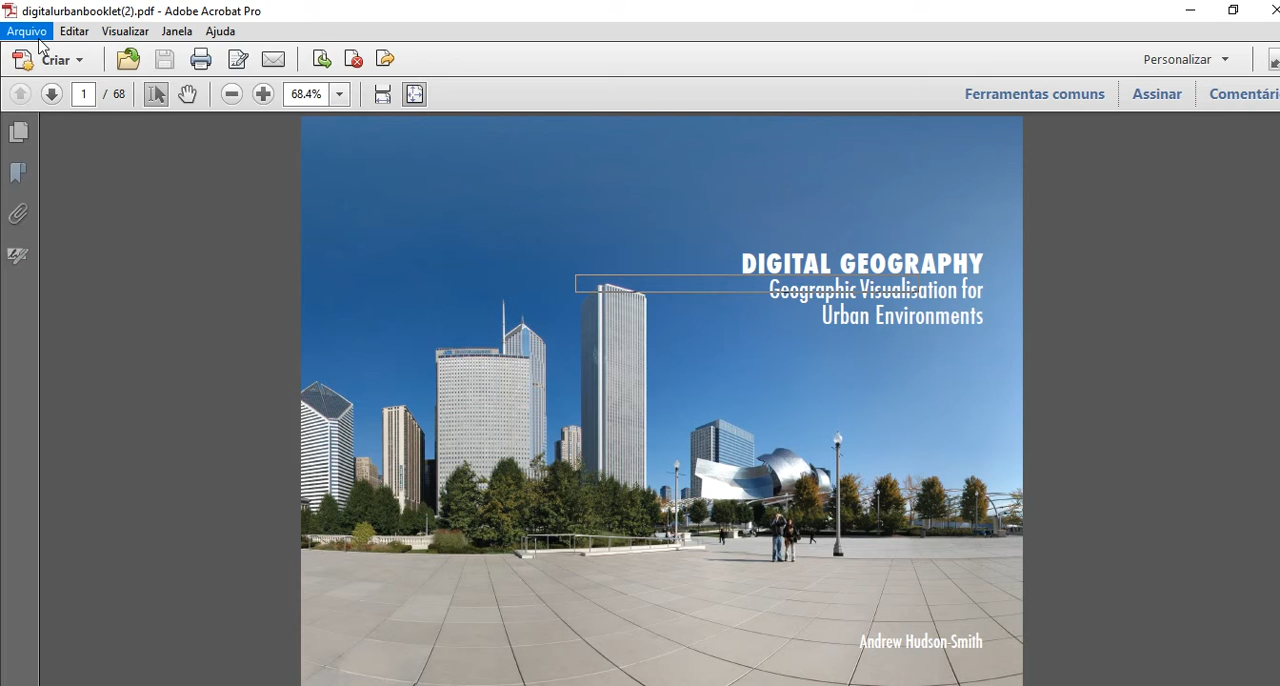 digitalurbanbooklet(2).pdf - Adobe Acrobat Pro
Arquivo Editar Visualizar Janela Ajuda
Criar Personalizar
1 / 68 68.4% Ferramentas comuns Assinar Comentári
DIGITAL GEOGRAPHY
Geographic Visualisation for
Urban Environments
Andrew Hudson-Smith